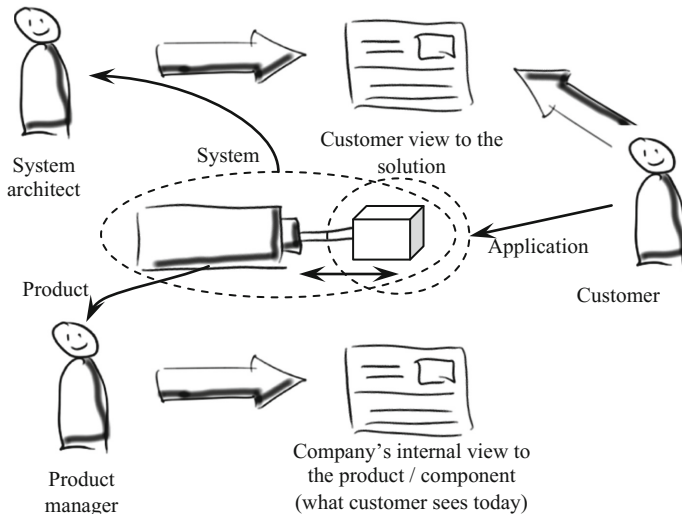 System
architect
System
Customer view to the
solution
Application
Customer
Product
Product
manager
Company's internal view to
the product / component
(what customer sees today)